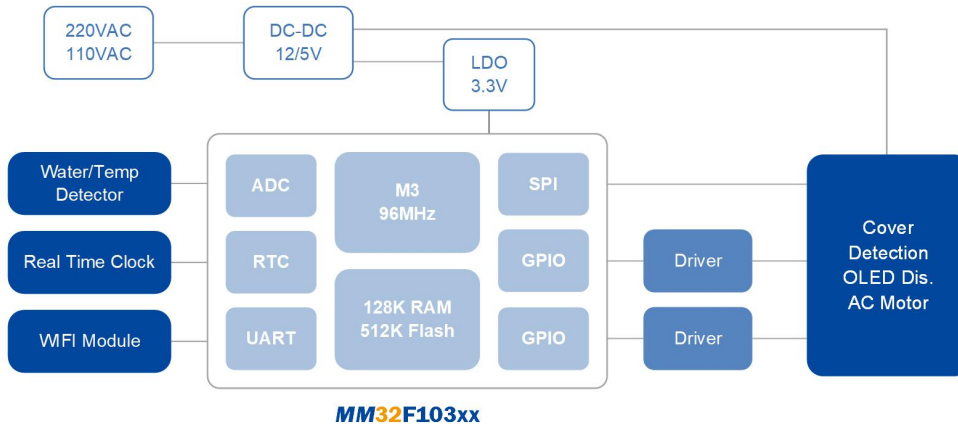 220VAC
110VAC
DC-DC
12/5V
LDO
3.3V
Water/Temp
Detector
Real Time Clock
WIFI Module
ADC
RTC
UART
M3
96MHz
128K RAM
512K Flash
SPI
GPIO
GPIO
Driver
Driver
Cover
Detection
OLED Dis.
AC Motor
MM32F103xx